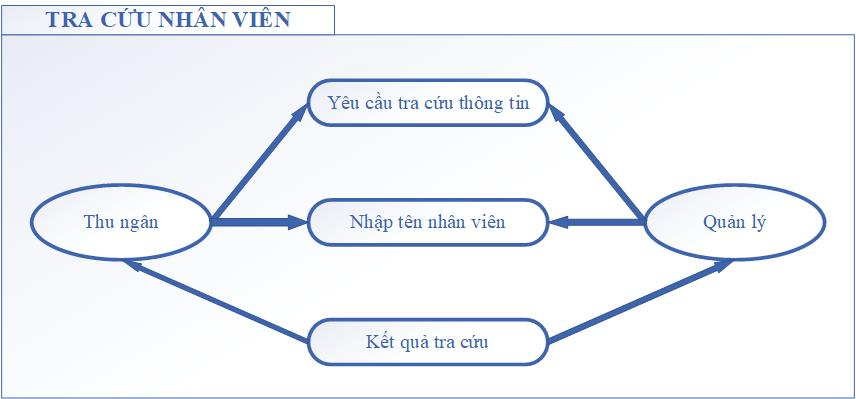 TRA CỨU NHÂN VIÊN
Yêu cầu tra cứu thông tin
Thu ngân
Nhập tên nhân viên
Quản lý
Kết quả tra cứu